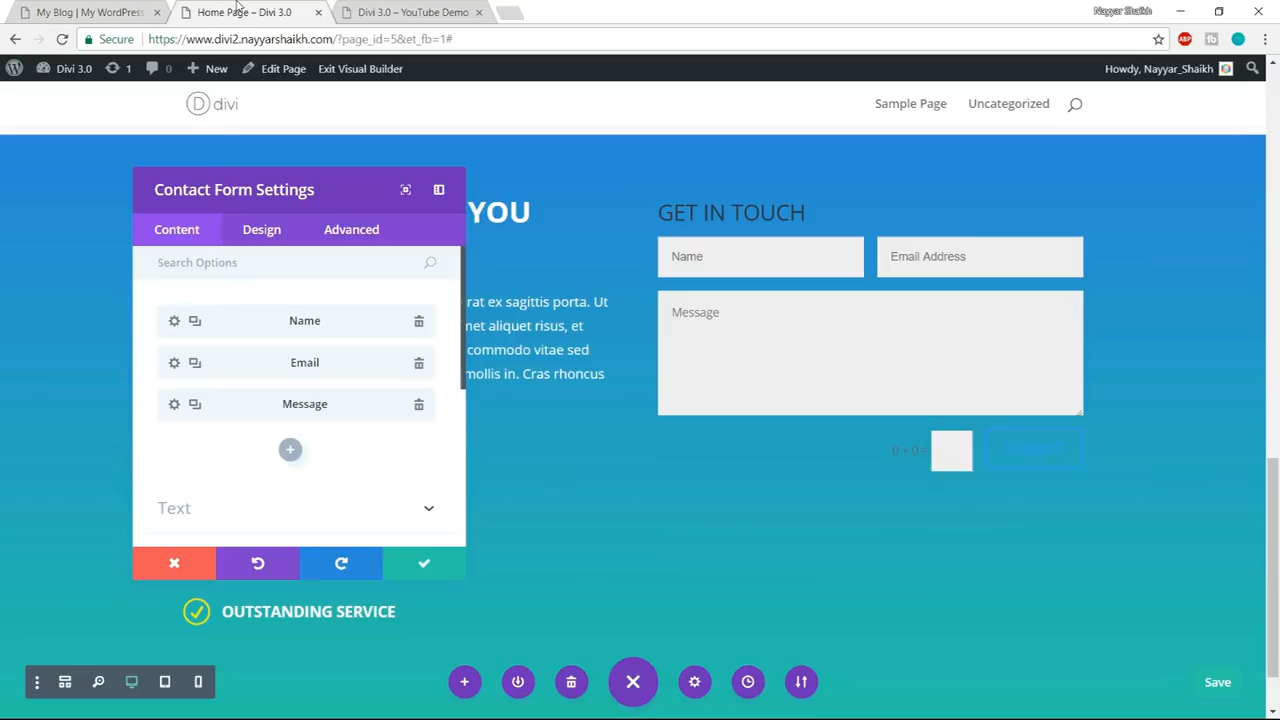 My Blog | My WordPress
Home Page – Divi 3.0
Divi 3.0 – YouTube Demo
Nayyar Shaikh
Secure
https://www.divi2.nayyarshaikh.com/?page_id=5&et_fb=1#
ABP
Divi 3.0
1
0
New
Edit Page
Exit Visual Builder
Howdy, Nayyar_Shaikh
D divi
Sample Page
Uncategorized
Contact Form Settings
Content
Design
Advanced
Search Options
Name
Email
Message
Text
YOU
rat ex sagittis porta. Ut
met aliquet risus, et
commodo vitae sed
mollis in. Cras rhoncus
OUTSTANDING SERVICE
GET IN TOUCH
Name
Email Address
Message
0 + 0 =
Save